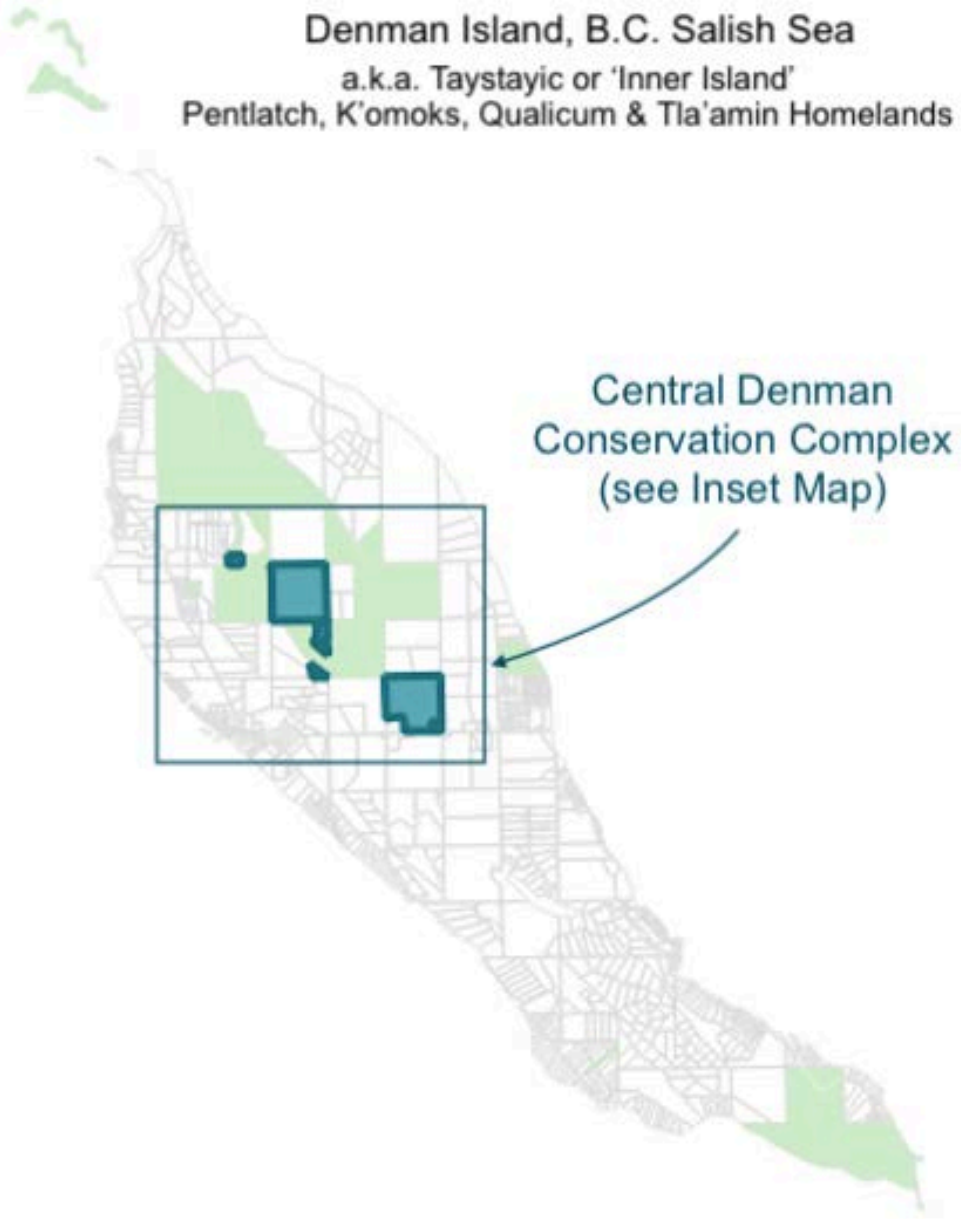 Denman Island, B.C. Salish Sea
a.k.a. Taystayic or ‘Inner Island’
Pentlatch, K’omoks, Qualicum & Tla’amin Homelands
Central Denman
Conservation Complex
(see Inset Map)